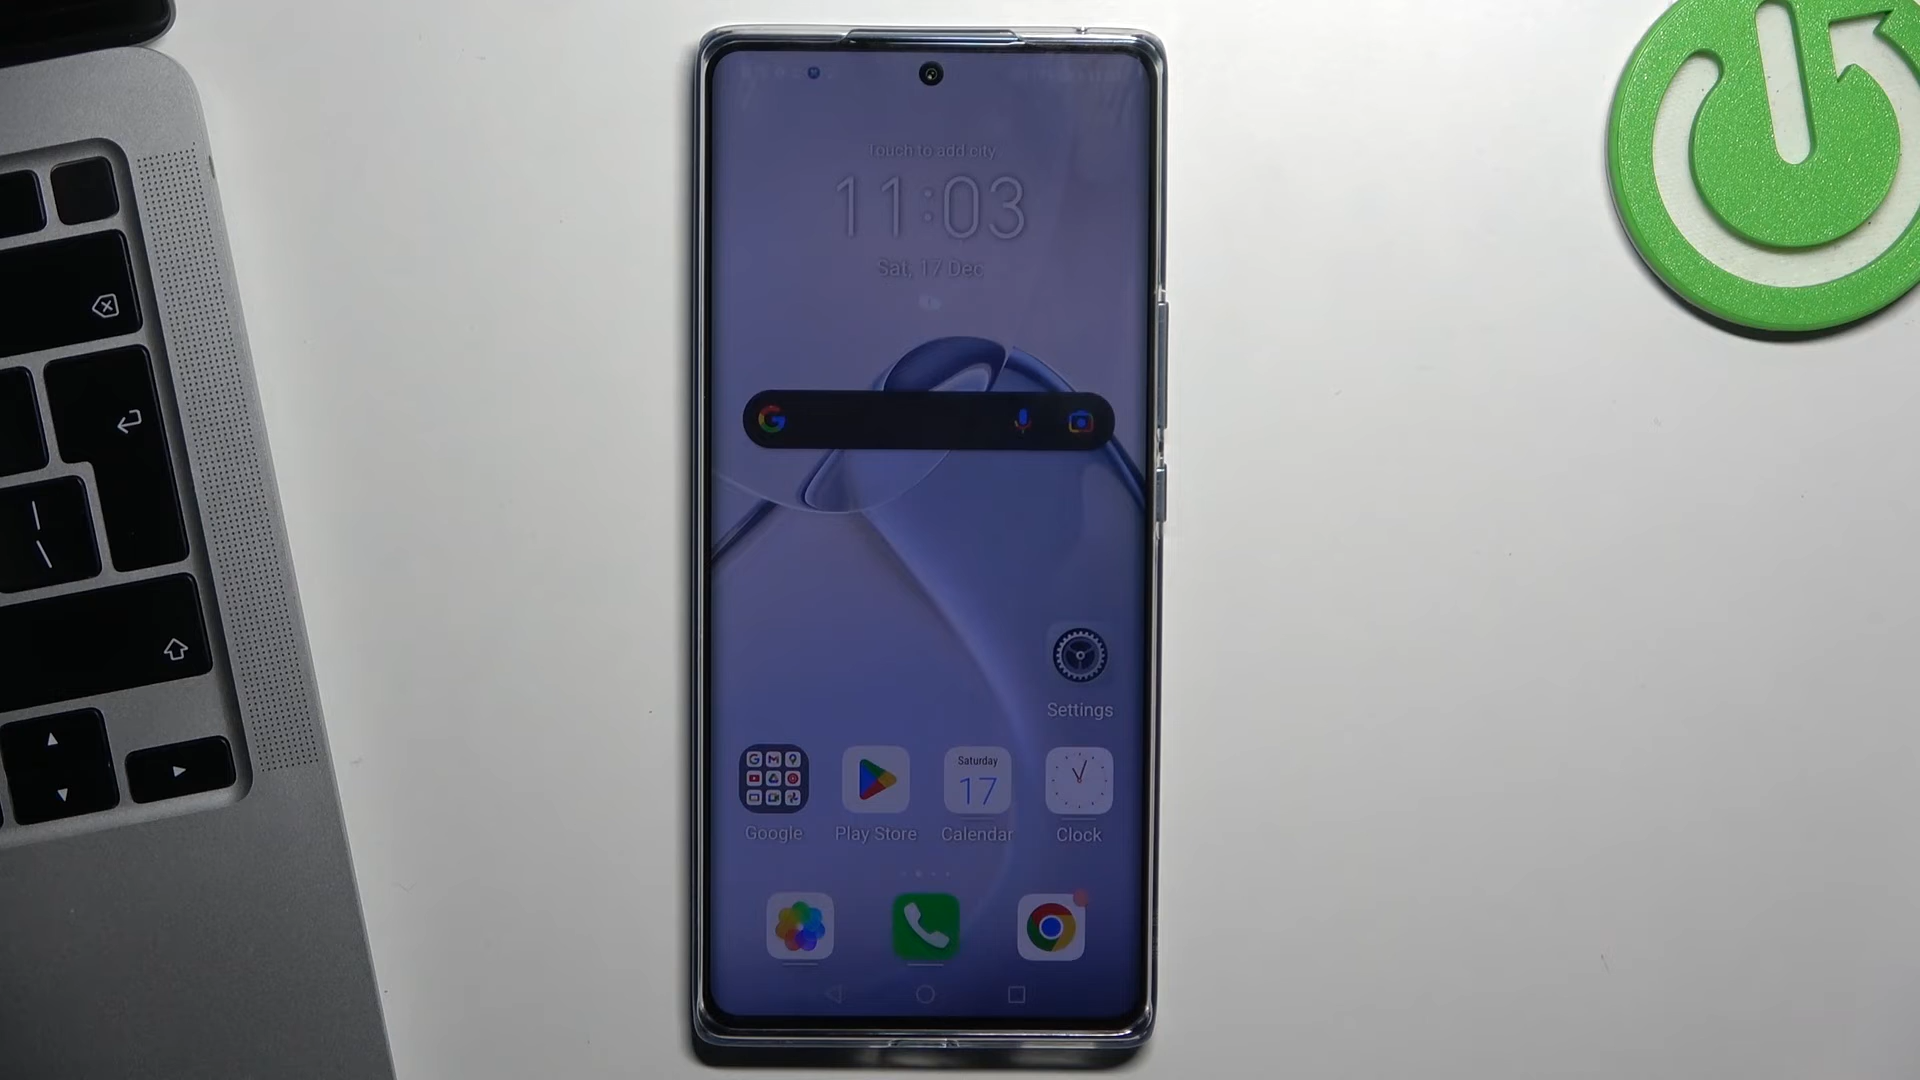 Touch to add city
11:03
Sat, 17 Dec
Settings
Saturday
17
Google
Play Store
Calendar
Clock